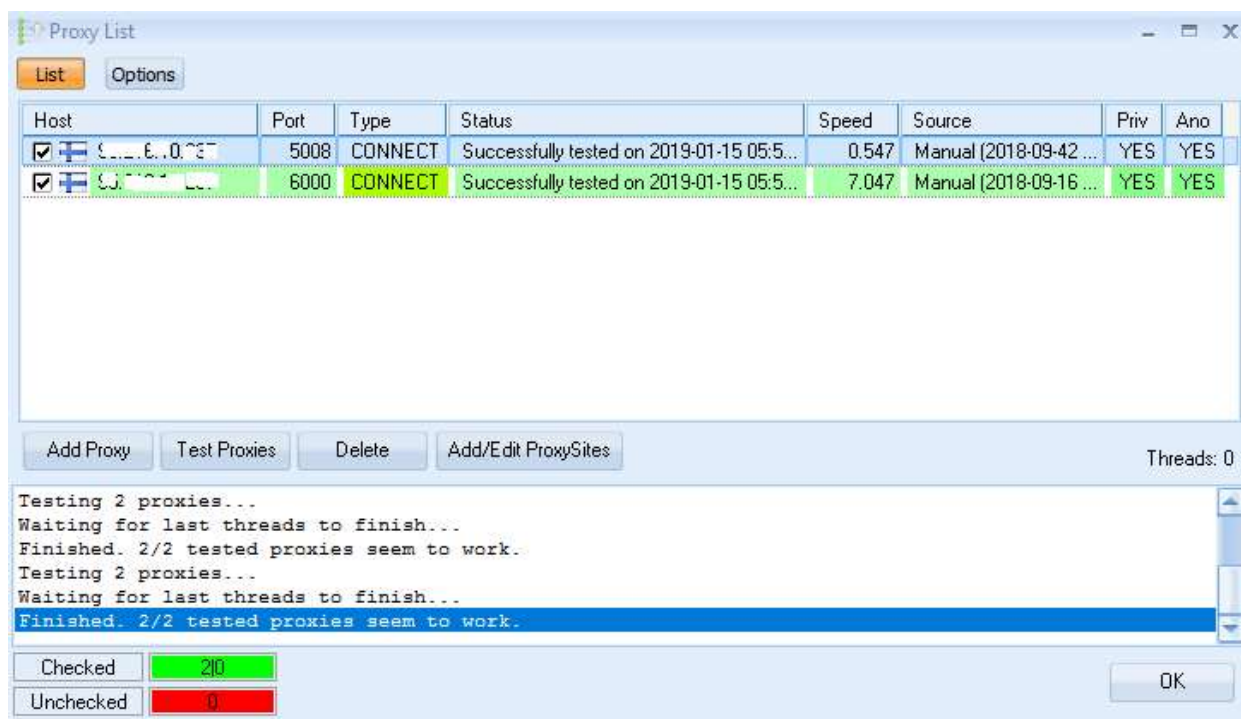 Proxy List
List Options
Host Port Type Status Speed Source Priv Ano
5008 CONNECT Successfully tested on 2019-01-15 05:5... 0.547 Manual (2018-09-42 ... YES YES
6000 CONNECT Successfully tested on 2019-01-15 05:5... 7.047 Manual (2018-09-16 ... YES YES
Add Proxy Test Proxies Delete Add/Edit ProxySites Threads: 0
Testing 2 proxies...
Waiting for last threads to finish...
Finished. 2/2 tested proxies seem to work.
Testing 2 proxies...
Waiting for last threads to finish...
Finished. 2/2 tested proxies seem to work.
Checked 2|0
Unchecked 0
OK